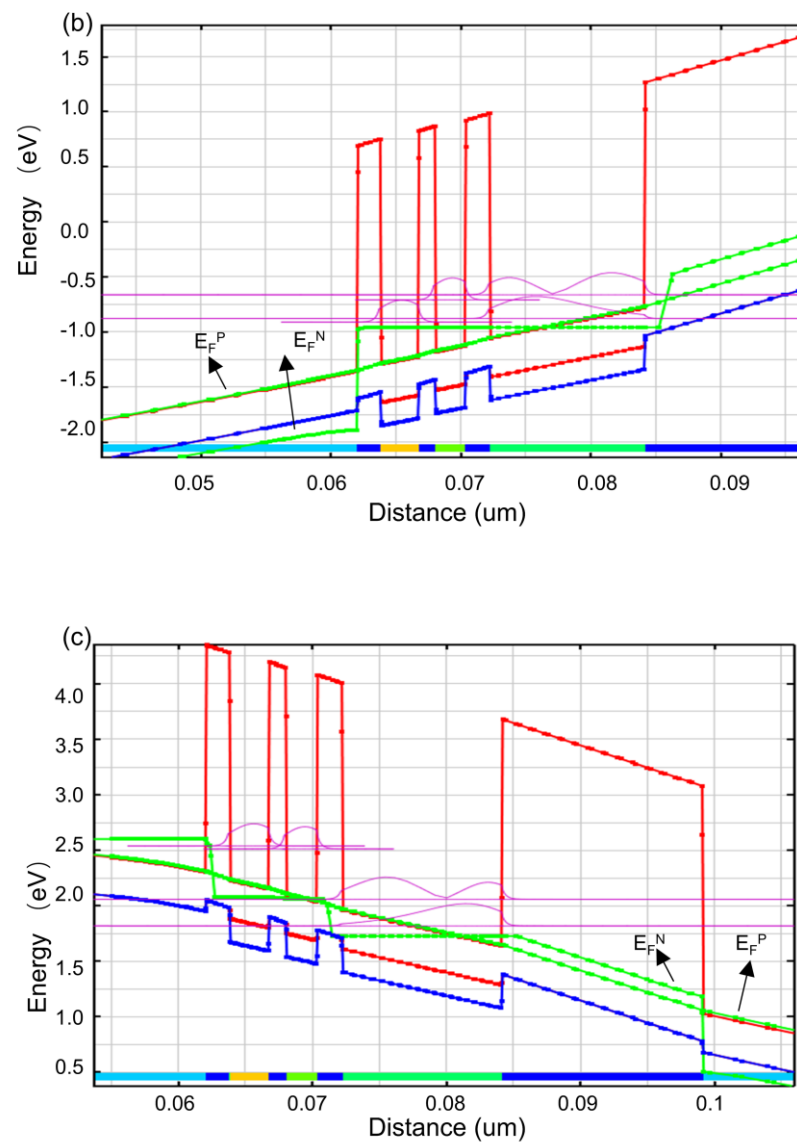 (b)
1.5
1.0
0.5
0.0
-0.5
-1.0
-1.5
-2.0
Energy （eV）
E_F^P
E_F^N
0.05
0.06
0.07
0.08
0.09
Distance (um)
(c)
4.0
3.5
3.0
2.5
2.0
1.5
1.0
0.5
Energy （eV）
E_F^N
E_F^P
0.06
0.07
0.08
0.09
0.1
Distance (um)